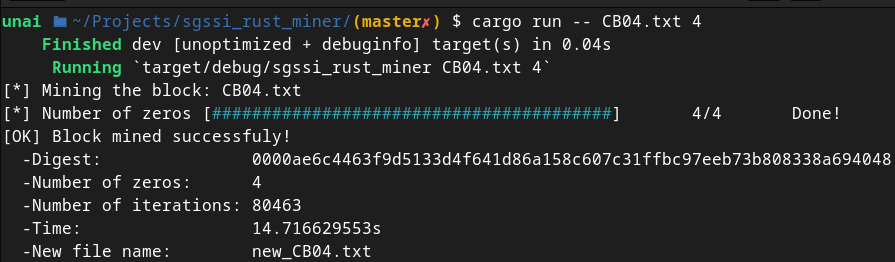 unai ~/Projects/sgssi_rust_miner/(master✗) $ cargo run -- CB04.txt 4
Finished dev [unoptimized + debuginfo] target(s) in 0.04s
Running `target/debug/sgssi_rust_miner CB04.txt 4`
[*] Mining the block: CB04.txt
[*] Number of zeros [########################################] 4/4 Done!
[OK] Block mined successfuly!
-Digest: 0000ae6c4463f9d5133d4f641d86a158c607c31ffbc97eeb73b808338a694048
-Number of zeros: 4
-Number of iterations: 80463
-Time: 14.716629553s
-New file name: new_CB04.txt